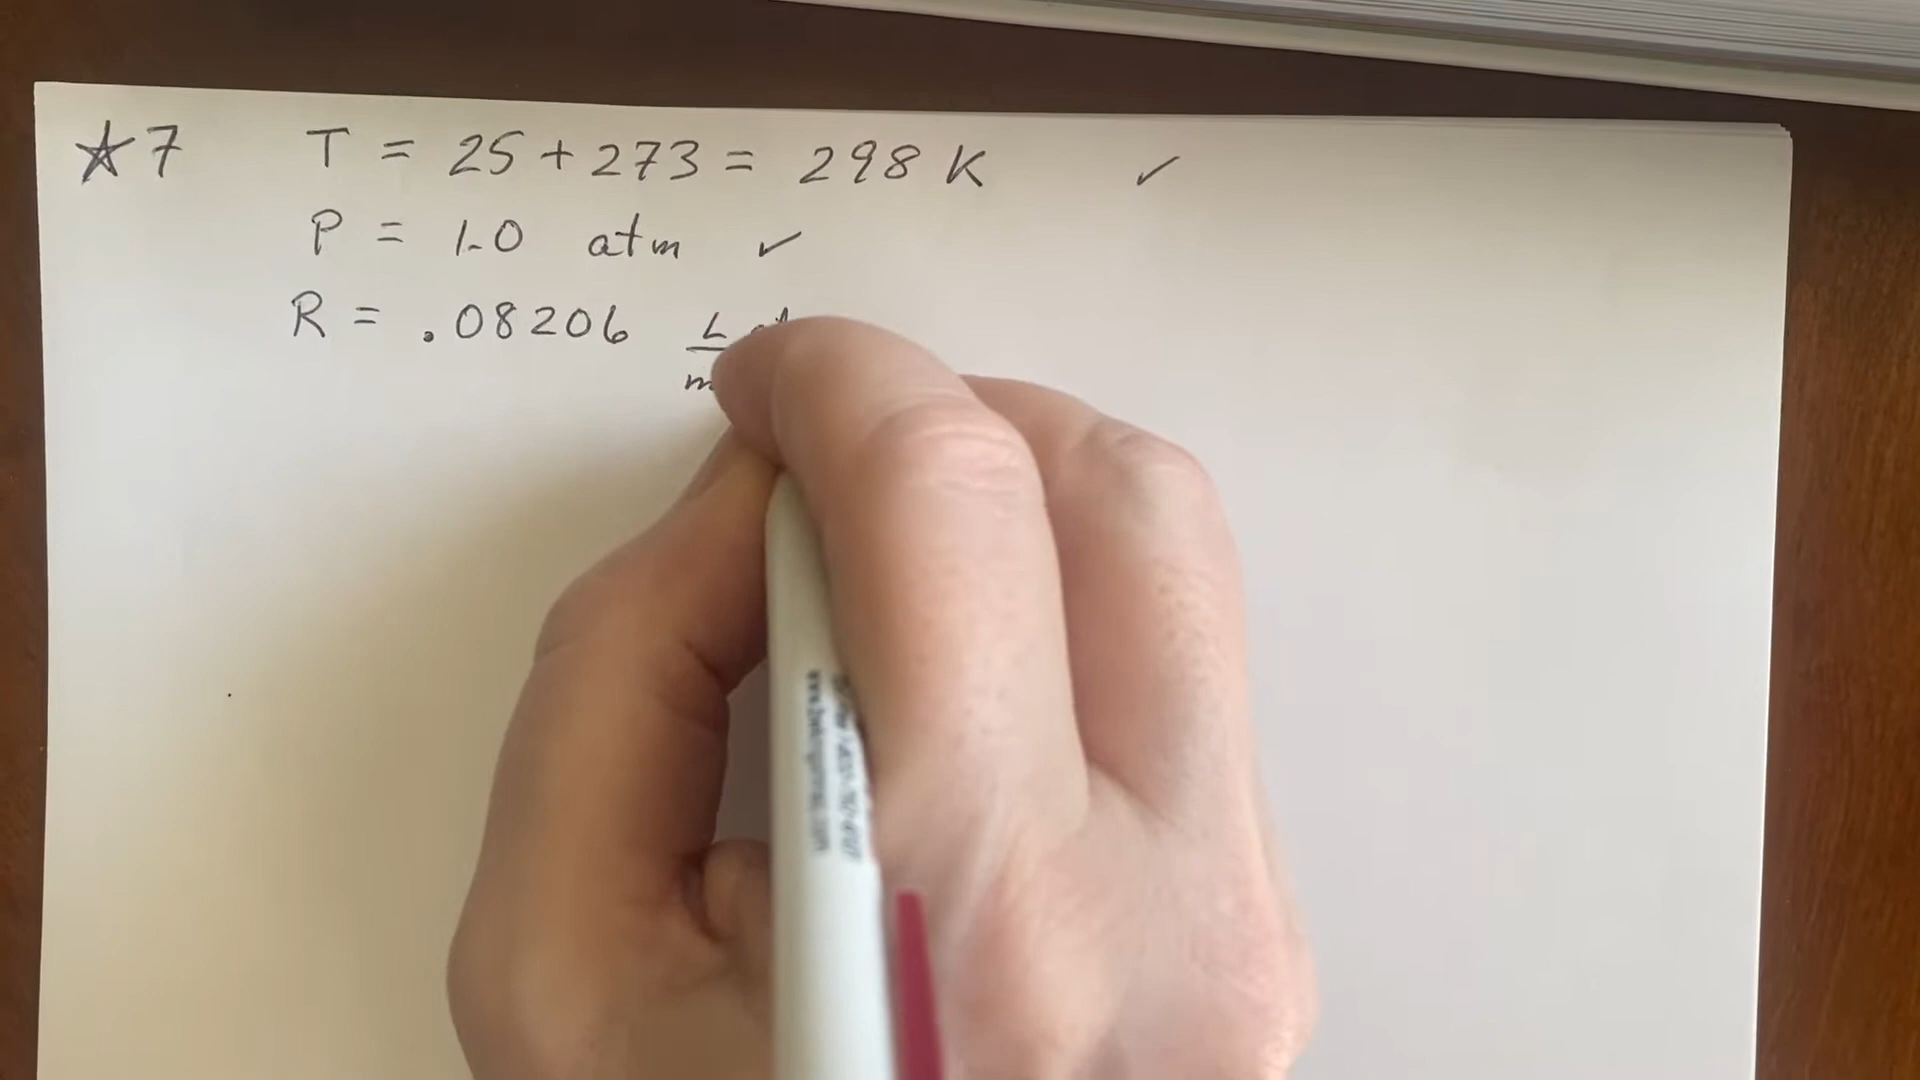 ☆7 T = 25 + 273 = 298 K ✓
P = 1.0 atm ✓
R = .08206 L